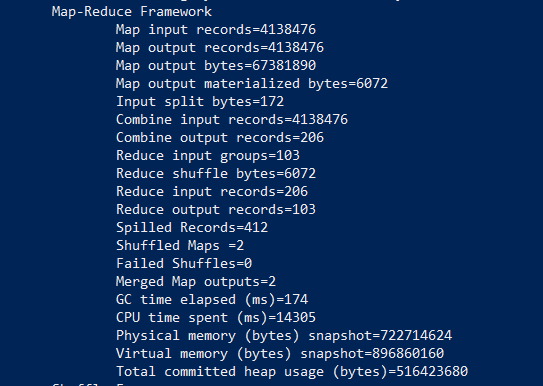 Map-Reduce Framework
Map input records=4138476
Map output records=4138476
Map output bytes=67381890
Map output materialized bytes=6072
Input split bytes=172
Combine input records=4138476
Combine output records=206
Reduce input groups=103
Reduce shuffle bytes=6072
Reduce input records=206
Reduce output records=103
Spilled Records=412
Shuffled Maps =2
Failed Shuffles=0
Merged Map outputs=2
GC time elapsed (ms)=174
CPU time spent (ms)=14305
Physical memory (bytes) snapshot=722714624
Virtual memory (bytes) snapshot=896860160
Total committed heap usage (bytes)=516423680